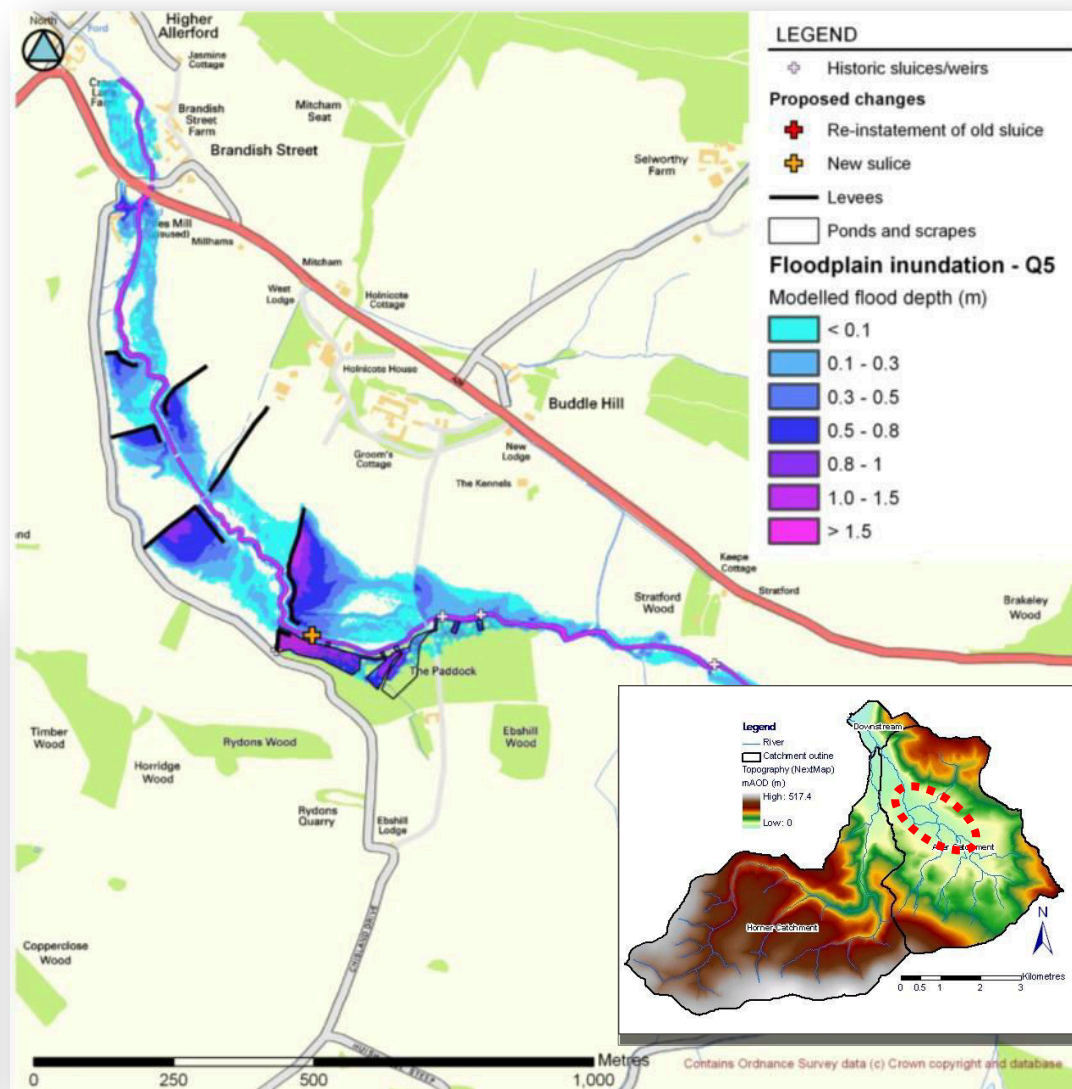 North
Ford
Higher
Allerford
Jasmine
Cottage
Cross
Lane
Farm
Brandish
Street
Farm
Mitcham
Seat
Brandish Street
Selworthy
Farm
Mill
Millhams
Mitcham
West
Lodge
Holnicote
Cottage
Holnicote House
Buddle Hill
New
Lodge
Groom's
Cottage
The Kennels
nd
Keepe
Cottage
Stratford
Stratford
Wood
Brakeley
Wood
The Paddock
Timber
Wood
Rydons Wood
Ebshill
Wood
Horridge
Wood
Rydons
Quarry
Ebshill
Lodge
Copperclose
Wood
LEGEND
Historic sluices/weirs
Proposed changes
Re-instatement of old sluice
New sulice
Levees
Ponds and scrapes
Floodplain inundation - Q5
Modelled flood depth (m)
< 0.1
0.1 - 0.3
0.3 - 0.5
0.5 - 0.8
0.8 - 1
1.0 - 1.5
> 1.5
Legend
River
Catchment outine
Topography (NextMap)
mAOD (m)
High: 517.4
Low: 0
Downstream
Catchment
Horner Catchment
N
Kilometres
0 0.5 1 2 3
Metres
0 250 500 1,000
Contains Ordnance Survey data (c) Crown copyright and database